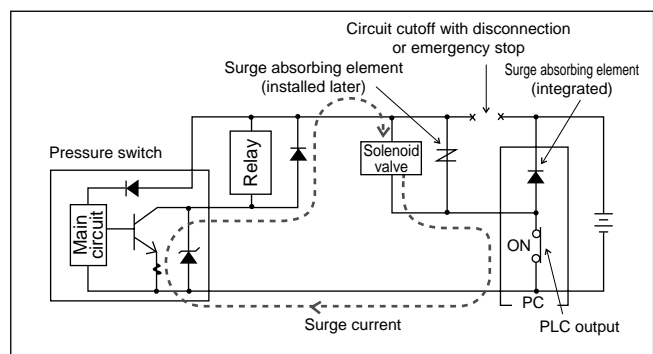 Circuit cutoff with disconnection
or emergency stop
Surge absorbing element
(installed later)
Surge absorbing element
(integrated)
Pressure switch
Relay
Solenoid
valve
Main
circuit
ON
PC
Surge current
PLC output